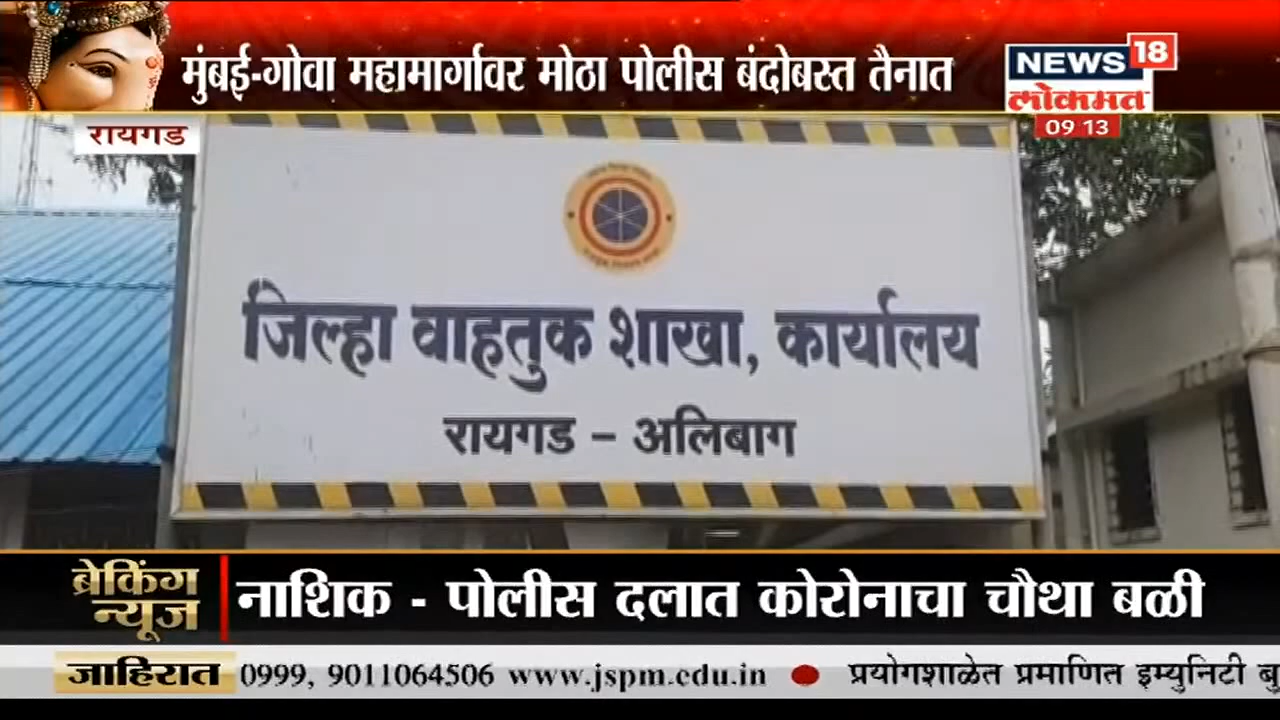 मुंबई-गोवा महामार्गावर मोठा पोलीस बंदोबस्त तैनात
NEWS 18
लोकमत
09 13
रायगड
जिल्हा वाहतुक शाखा, कार्यालय
रायगड – अलिबाग
ब्रेकिंग
न्यूज
नाशिक - पोलीस दलात कोरोनाचा चौथा बळी
जाहिरात 0999, 9011064506 www.jspm.edu.in ● प्रयोगशाळेत प्रमाणित इम्युनिटी बु